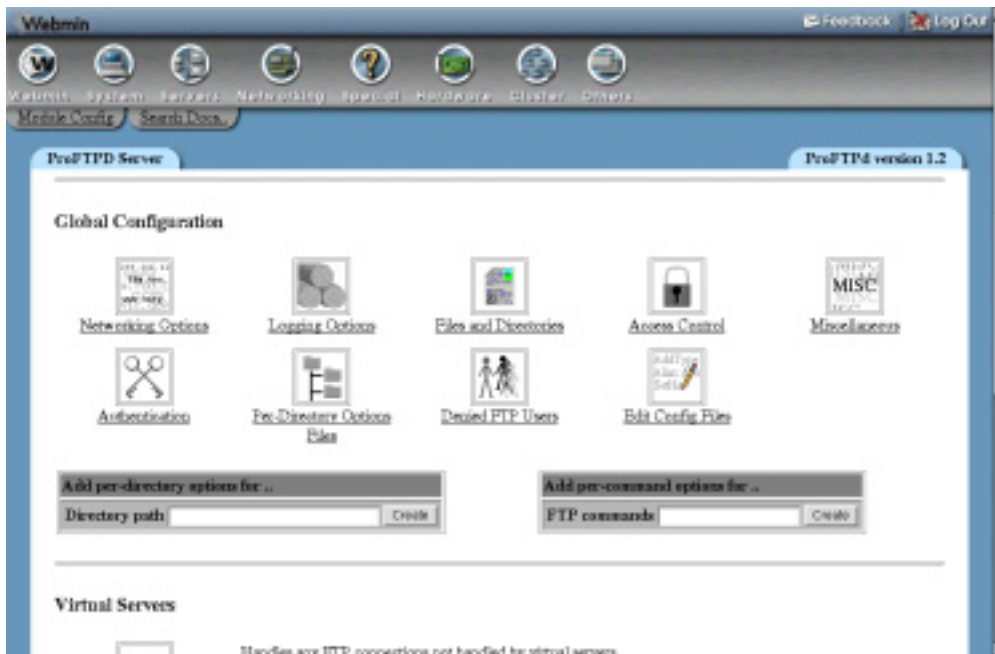 Webmin
Feedback Log Out
Webmin System Servers Networking Special Hardware Cluster Others
Module Config Search Docs..
ProFTPD Server
ProFTPd version 1.2
Global Configuration
MISC
Networking Options Logging Options Files and Directories Access Control Miscellaneous
Authentication Per-Directory Options Files Denied FTP Users Edit Config Files
Add per-directory options for ..
Directory path Create
Add per-command options for ..
FTP commands Create
Virtual Servers
Handles any FTP connections not handled by virtual servers.